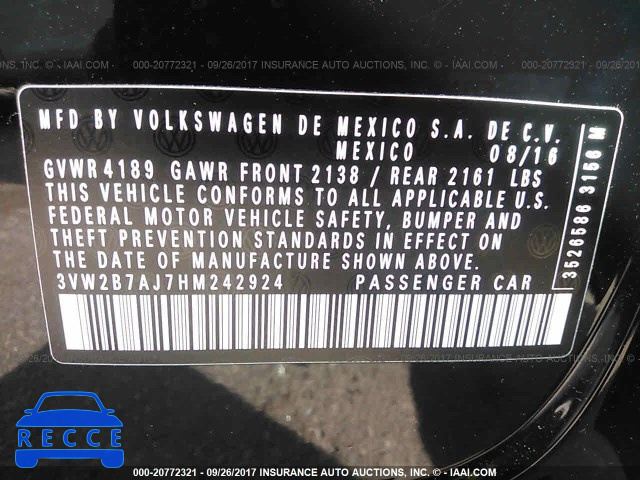 000-20772321 - 09/26/2017 - INSURANCE AUTO AUCTIONS, INC. - © - IAAI.COM
MFD BY VOLKSWAGEN DE MEXICO S.A. DE C.V.
MEXICO 08/16
GVWR 4189 GAWR FRONT 2138 / REAR 2161 LBS
THIS VEHICLE CONFORMS TO ALL APPLICABLE U.S.
FEDERAL MOTOR VEHICLE SAFETY, BUMPER AND
THEFT PREVENTION STANDARDS IN EFFECT ON
THE DATE OF MANUFACTURE SHOWN ABOVE.
3VW2B7AJ7HM242924 PASSENGER CAR
3526586 3150 M
RECCE
000-20772321 - 09/26/2017 - INSURANCE AUTO AUCTIONS, INC. - © - IAAI.COM